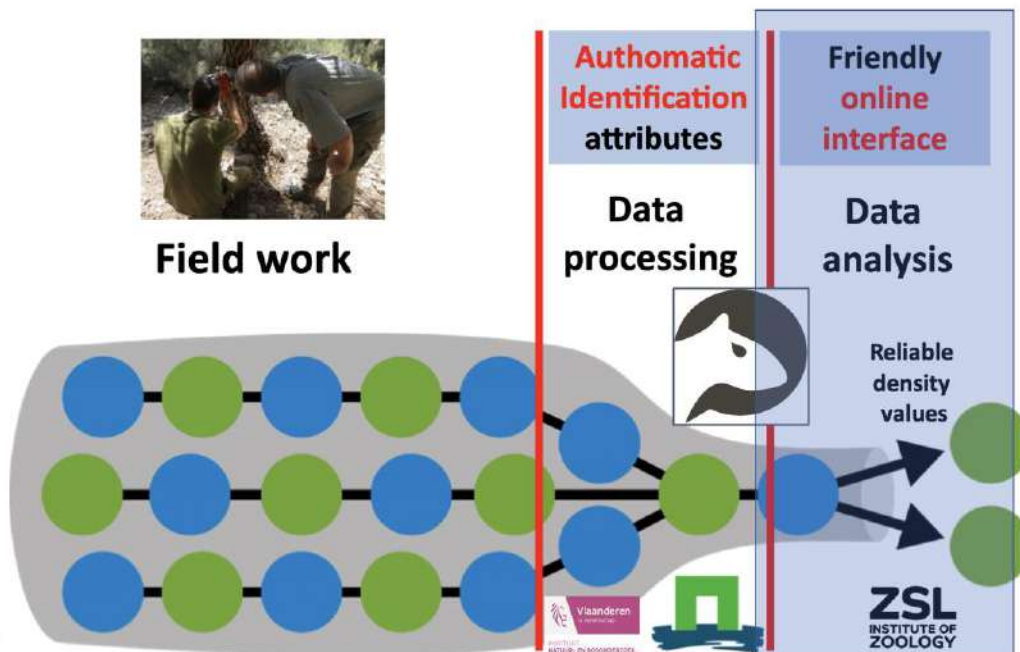 Authomatic
Identification
attributes
Friendly
online
interface
Field work
Data
processing
Data
analysis
Reliable
density
values
Vlaanderen
ZSL
INSTITUTE OF
ZOOLOGY